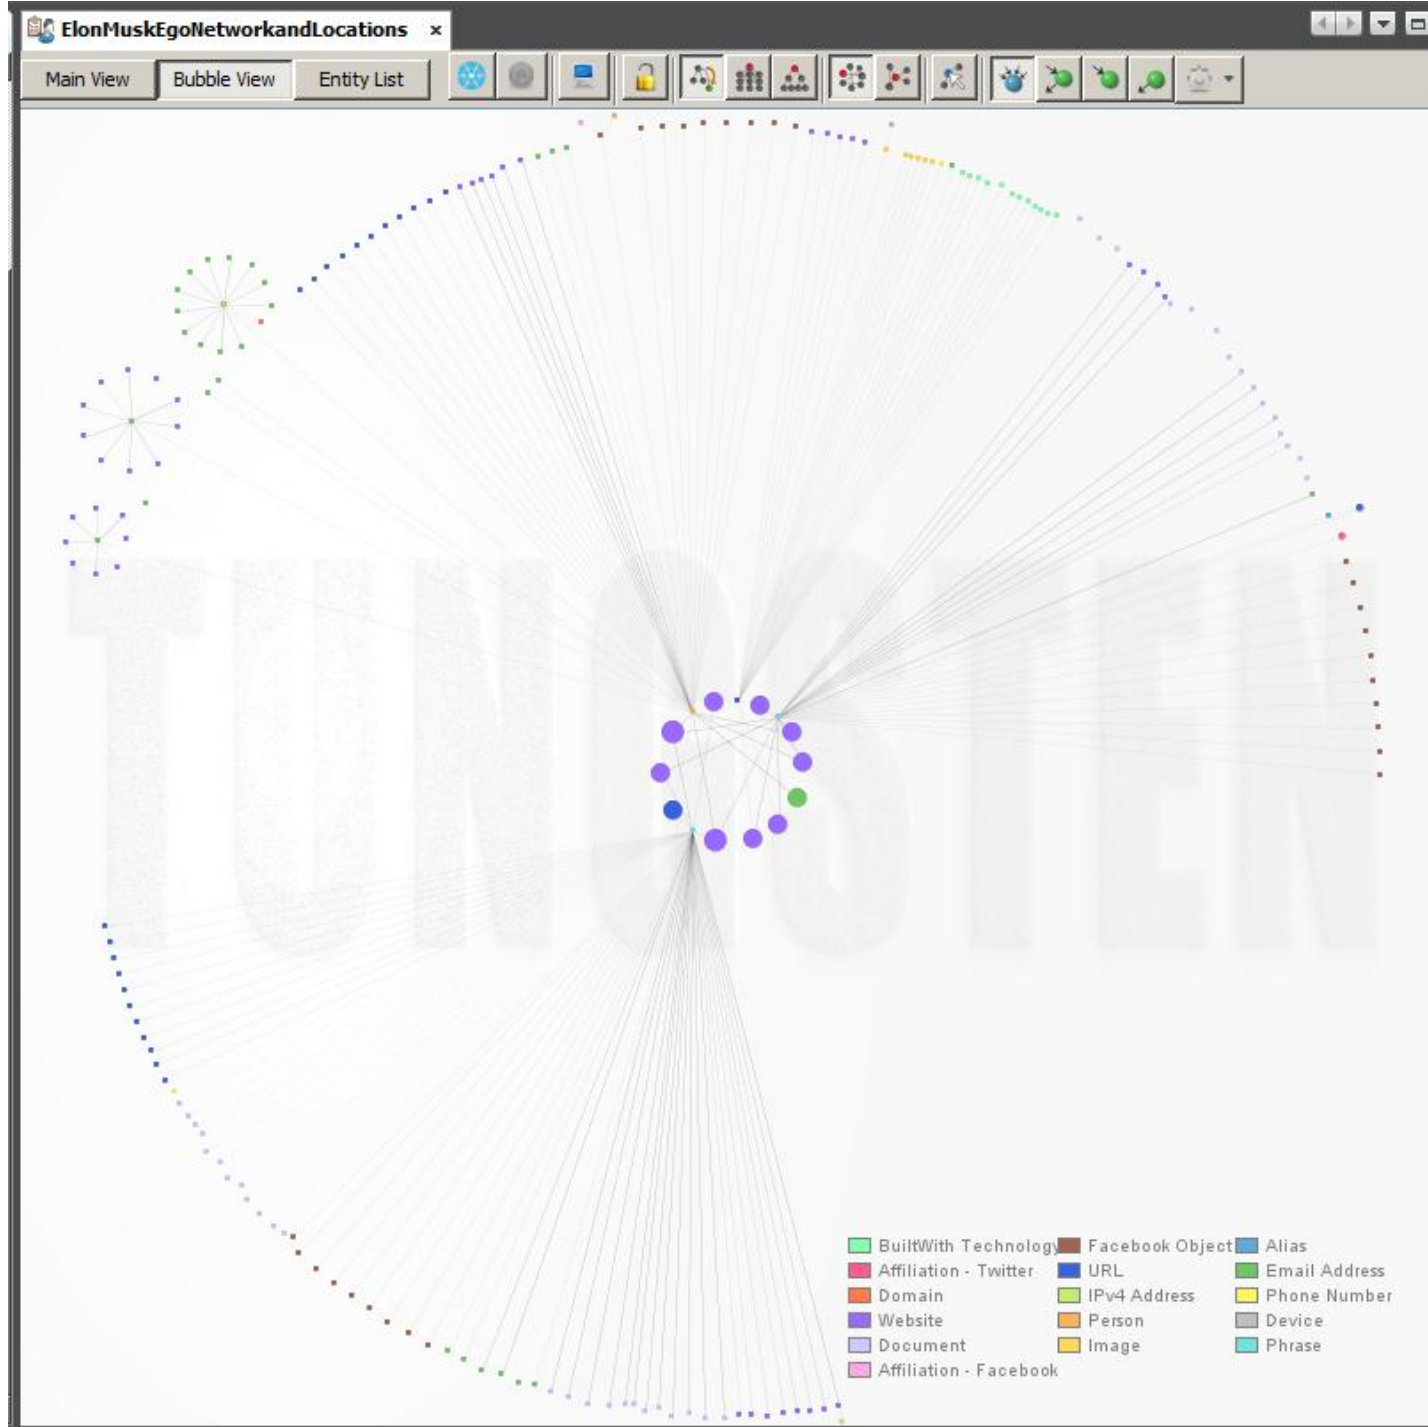 ElonMuskEgoNetworkandLocations
Main View Bubble View Entity List
TUNGSTEN
BuiltWith Technology Facebook Object Alias
Affiliation - Twitter URL Email Address
Domain IPv4 Address Phone Number
Website Person Device
Document Image Phrase
Affiliation - Facebook